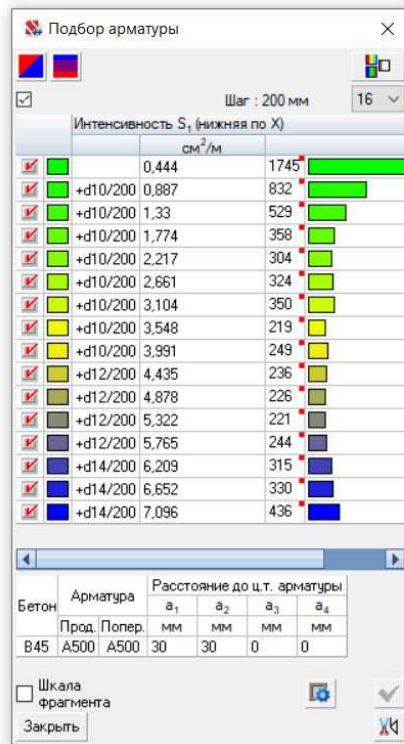 Подбор арматуры
Шаг : 200 мм 16
Интенсивность S1 (нижняя по X)
см²/м
0,444 1745
+d10/200 0,887 832
+d10/200 1,33 529
+d10/200 1,774 358
+d10/200 2,217 304
+d10/200 2,661 324
+d10/200 3,104 350
+d10/200 3,548 219
+d10/200 3,991 249
+d12/200 4,435 236
+d12/200 4,878 226
+d12/200 5,322 221
+d12/200 5,765 244
+d14/200 6,209 315
+d14/200 6,652 330
+d14/200 7,096 436
Бетон Арматура Расстояние до ц.т. арматуры
a1 a2 a3 a4
Прод. Попер. мм мм мм мм
B45 A500 A500 30 30 0 0
Шкала
фрагмента
Закрыть